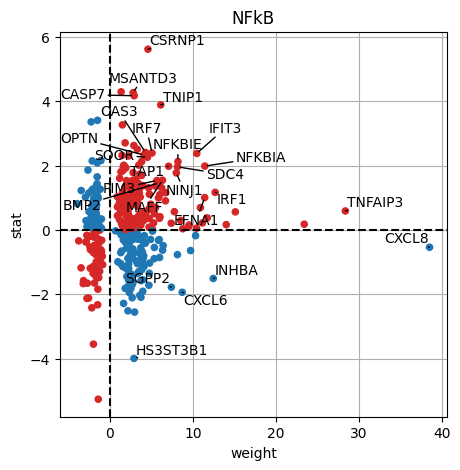 NFkB
6
4
2
0
−2
−4
stat
CSRNP1
MSANTD3
CASP7
TNIP1
OAS3
IRF7
IFIT3
OPTN
NFKBIE
SQOR
NFKBIA
TAP1
SDC4
PIM3
NINJ1
BMP2
MAFF
IRF1
TNFAIP3
EFNA1
CXCL8
INHBA
SGPP2
CXCL6
HS3ST3B1
0
10
20
30
40
weight